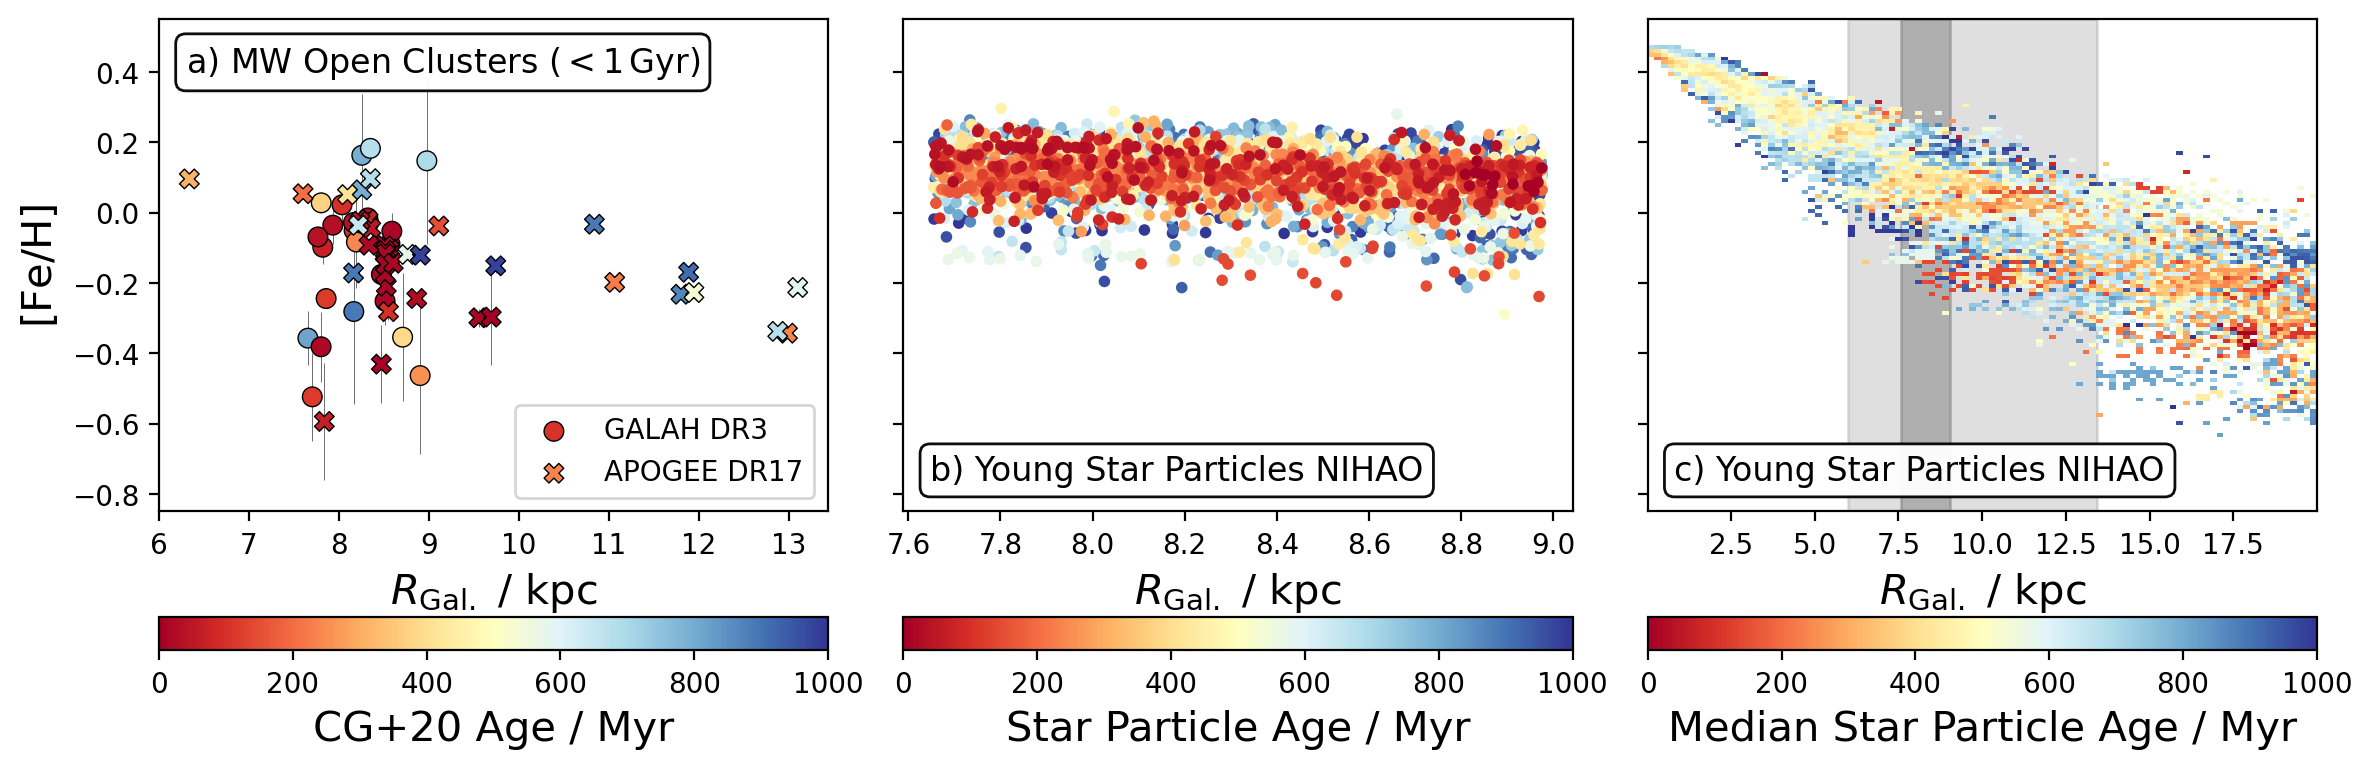 a) MW Open Clusters (< 1 Gyr)
[Fe/H]
0.4
0.2
0.0
−0.2
−0.4
−0.6
−0.8
GALAH DR3
APOGEE DR17
6 7 8 9 10 11 12 13
R_Gal. / kpc
0 200 400 600 800 1000
CG+20 Age / Myr
b) Young Star Particles NIHAO
7.6 7.8 8.0 8.2 8.4 8.6 8.8 9.0
R_Gal. / kpc
0 200 400 600 800 1000
Star Particle Age / Myr
c) Young Star Particles NIHAO
2.5 5.0 7.5 10.0 12.5 15.0 17.5
R_Gal. / kpc
0 200 400 600 800 1000
Median Star Particle Age / Myr